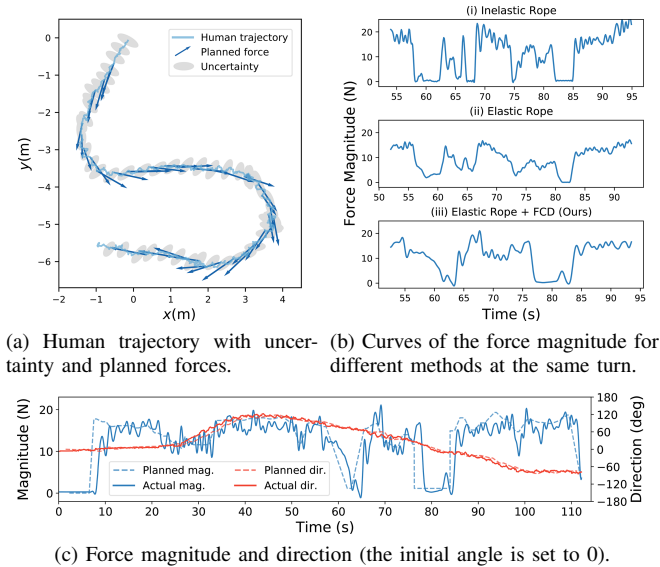 Human trajectory
Planned force
Uncertainty
0
−1
−2
−3
−4
−5
−6
y(m)
−2 −1 0 1 2 3 4
x(m)
(i) Inelastic Rope
20
10
0
55 60 65 70 75 80 85 90 95
(ii) Elastic Rope
20
10
0
50 55 60 65 70 75 80 85 90
(iii) Elastic Rope + FCD (Ours)
20
10
0
55 60 65 70 75 80 85 90 95
Force Magnitude (N)
Time (s)
(a) Human trajectory with uncer-
tainty and planned forces.
(b) Curves of the force magnitude for
different methods at the same turn.
Magnitude (N)
20
10
0
Planned mag.
Actual mag.
Planned dir.
Actual dir.
180
120
60
0
−60
−120
−180
Direction (deg)
0 10 20 30 40 50 60 70 80 90 100 110
Time (s)
(c) Force magnitude and direction (the initial angle is set to 0).